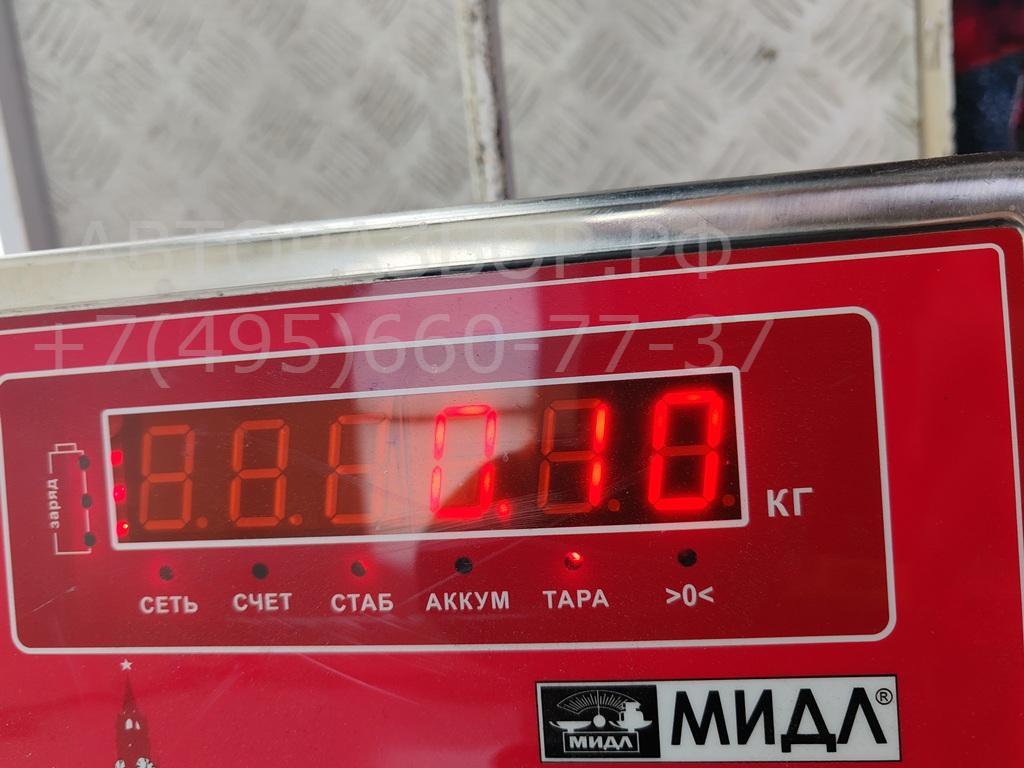 АВТОРАЗБОР.РФ
+7(495)660-77-37
0.10
КГ
заряд
СЕТЬ СЧЕТ СТАБ АККУМ ТАРА >0<
МИДЛ
МИДЛ®